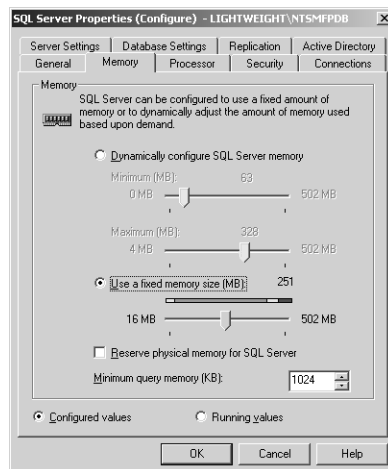 SQL Server Properties (Configure) - LIGHTWEIGHT\NTSMFPDB
Server Settings Database Settings Replication Active Directory
General Memory Processor Security Connections
Memory
SQL Server can be configured to use a fixed amount of
memory or to dynamically adjust the amount of memory used
based upon demand.
Dynamically configure SQL Server memory
Minimum (MB): 63
0 MB 502 MB
Maximum (MB): 328
4 MB 502 MB
Use a fixed memory size (MB): 251
16 MB 502 MB
Reserve physical memory for SQL Server
Minimum query memory (KB): 1024
Configured values Running values
OK Cancel Help